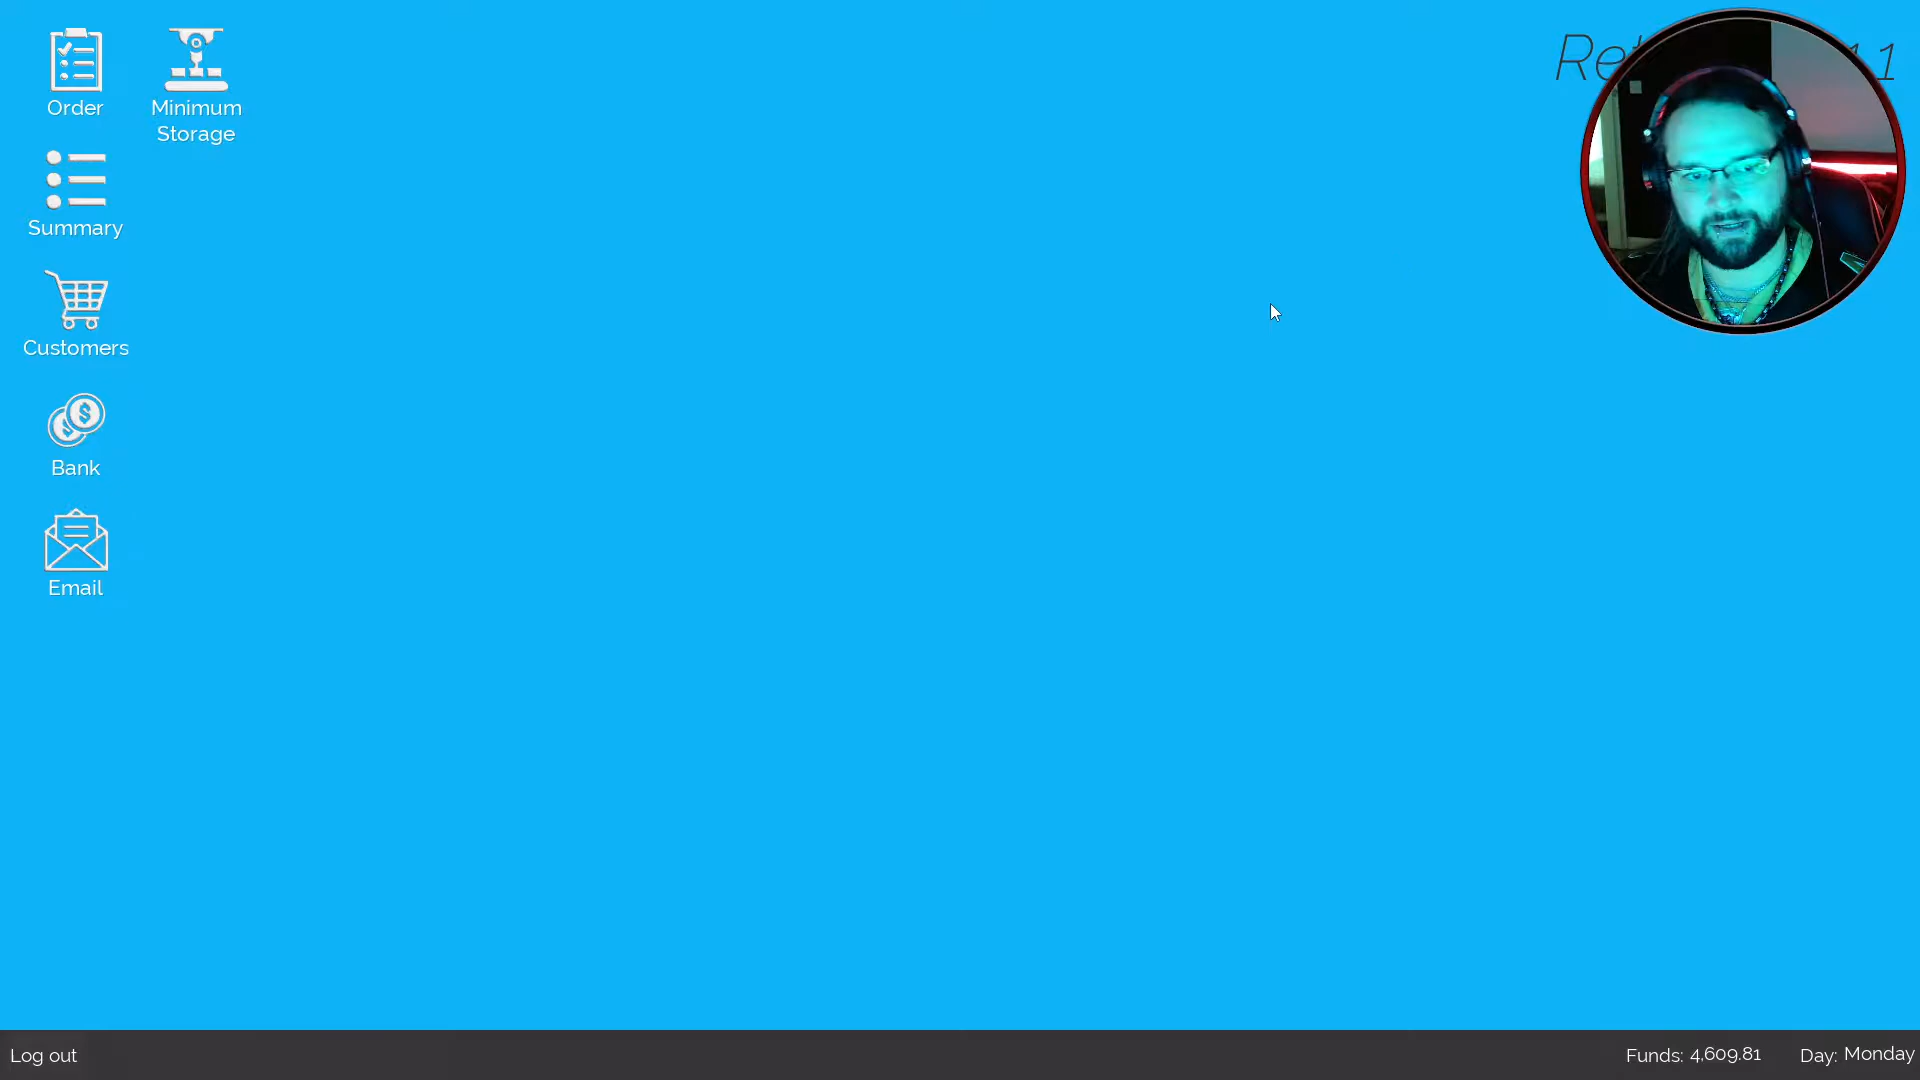 Order
Minimum
Storage
Summary
Customers
Bank
Email
Log out
Funds: 4,609.81
Day: Monday